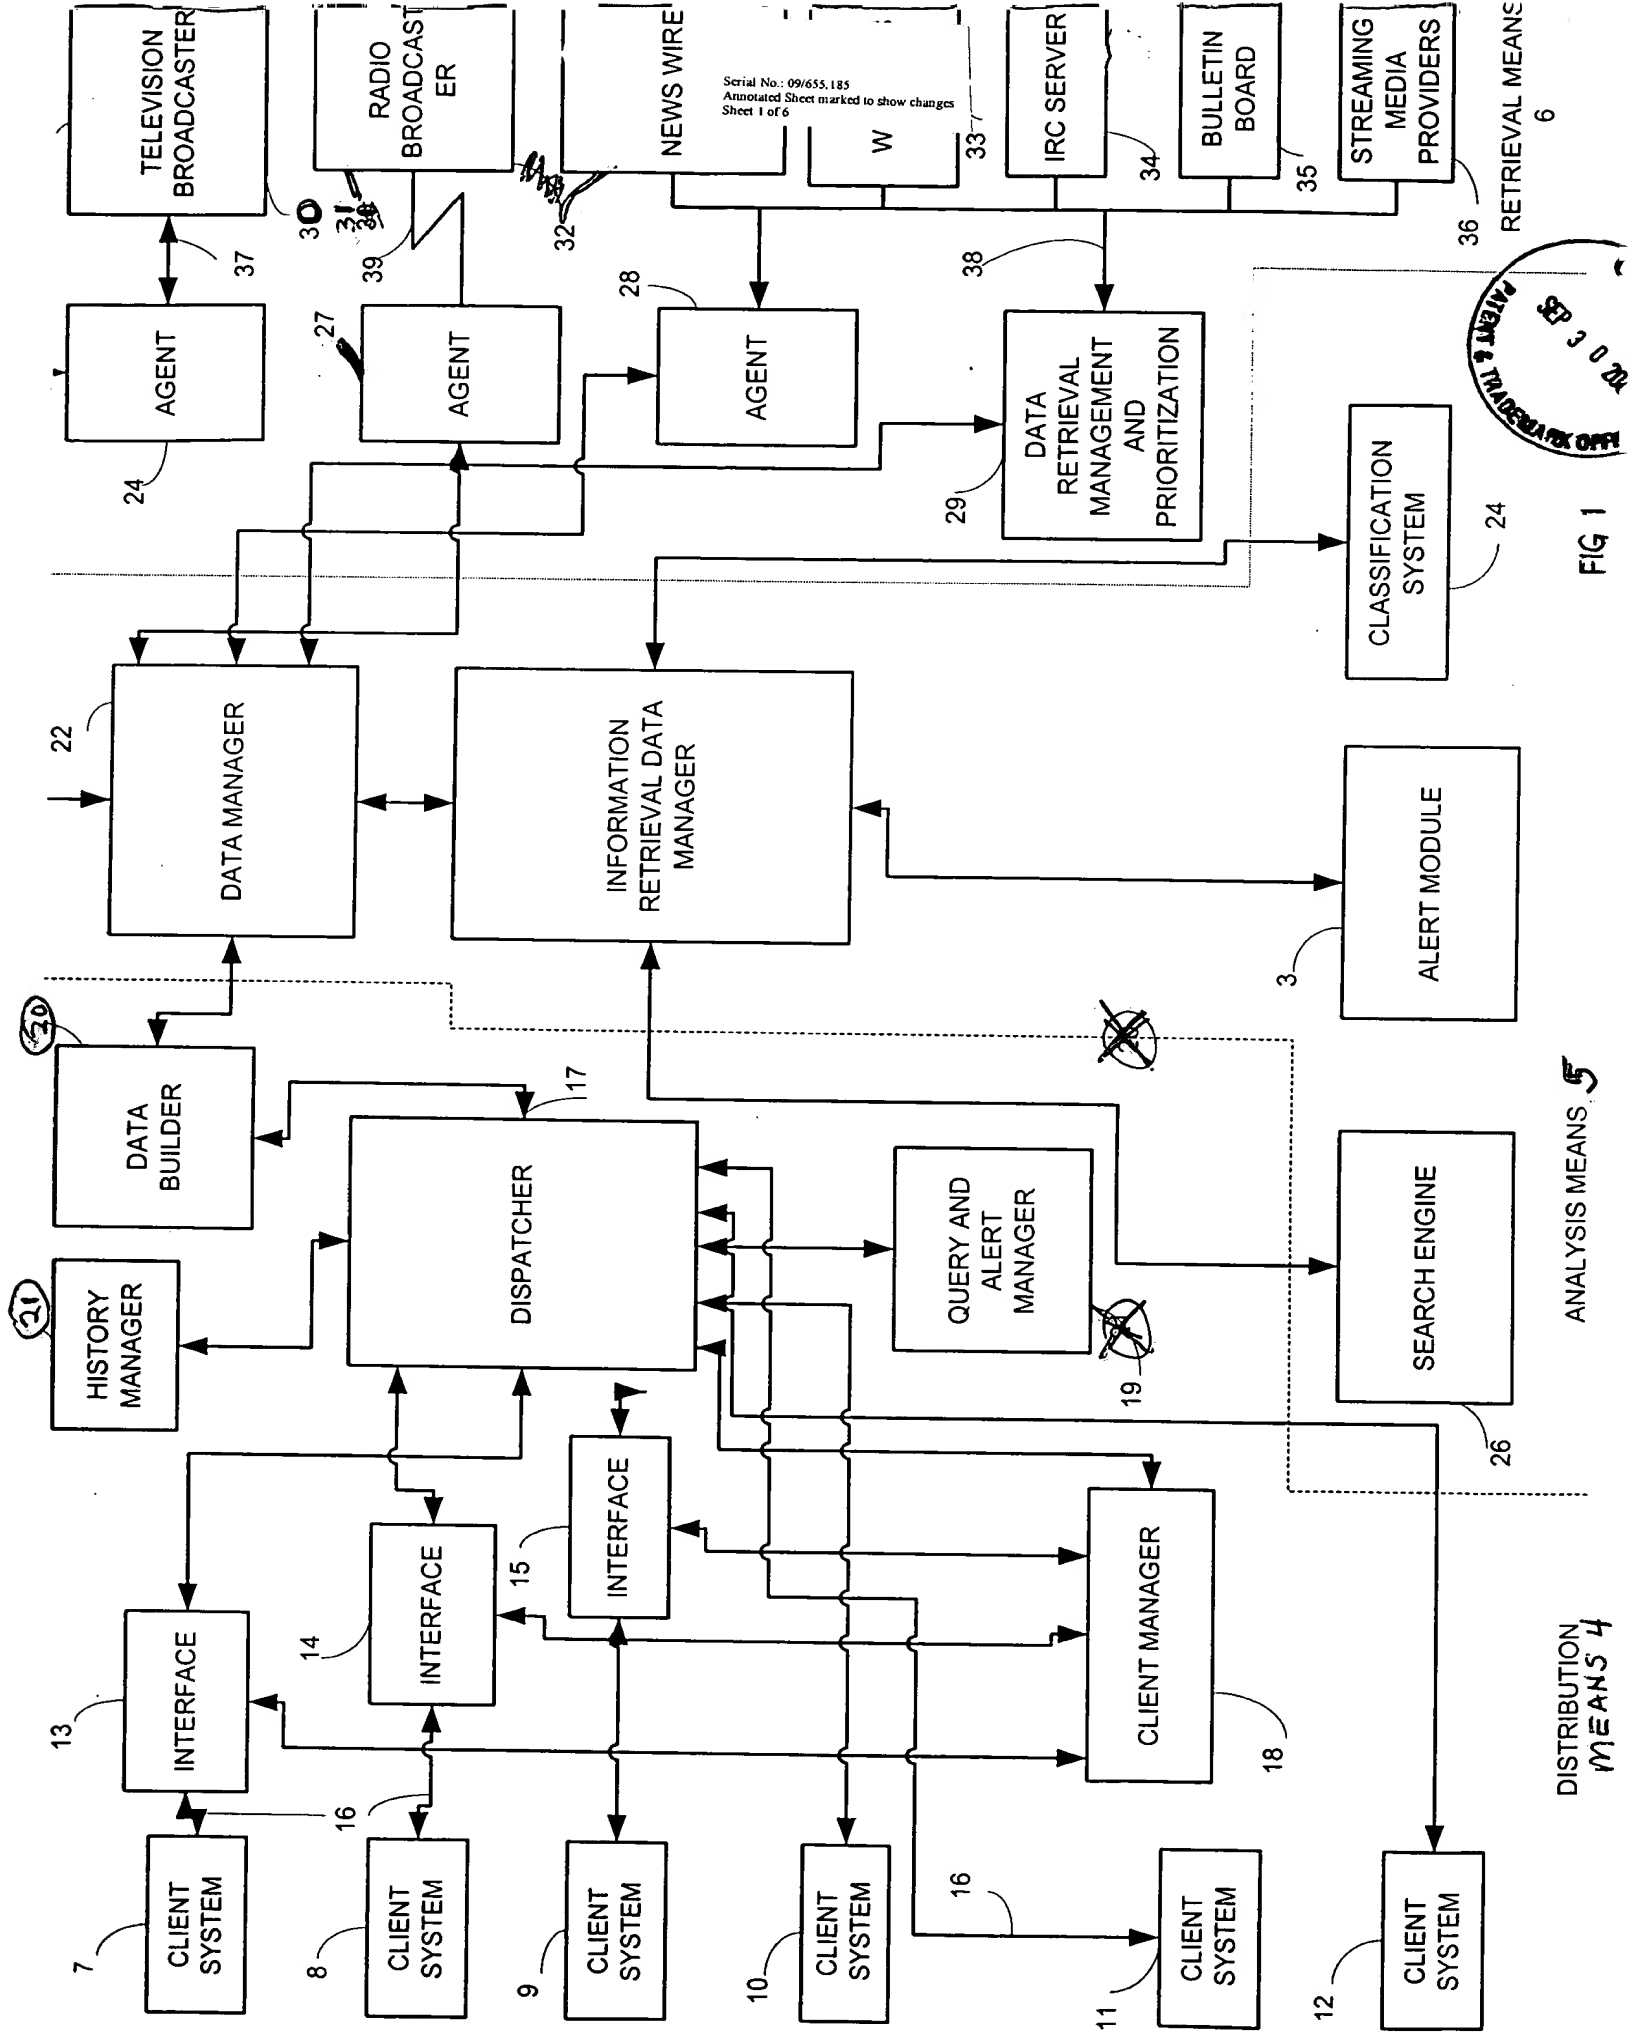 TELEVISION
BROADCASTER
30
RADIO
BROADCAST
ER
31
NEWS WIRE
32
Serial No.: 09/655,185
Annotated Sheet marked to show changes
Sheet 1 of 6
W
33
IRC SERVER
34
BULLETIN
BOARD
35
STREAMING
MEDIA
PROVIDERS
36
RETRIEVAL MEANS
6
37
39
38
AGENT
24
AGENT
27
AGENT
28
DATA
RETRIEVAL
MANAGEMENT
AND
PRIORITIZATION
29
PATENT & TRADEMARK OFFI
SEP 30 20
CLASSIFICATION
SYSTEM
24
FIG 1
DATA MANAGER
22
INFORMATION
RETRIEVAL DATA
MANAGER
ALERT MODULE
3
DATA
BUILDER
20
HISTORY
MANAGER
21
DISPATCHER
17
QUERY AND
ALERT
MANAGER
19
SEARCH ENGINE
26
ANALYSIS MEANS 5
INTERFACE
13
INTERFACE
14
INTERFACE
15
CLIENT MANAGER
18
DISTRIBUTION
MEANS 4
16
16
CLIENT
SYSTEM
7
CLIENT
SYSTEM
8
CLIENT
SYSTEM
9
CLIENT
SYSTEM
10
CLIENT
SYSTEM
11
CLIENT
SYSTEM
12